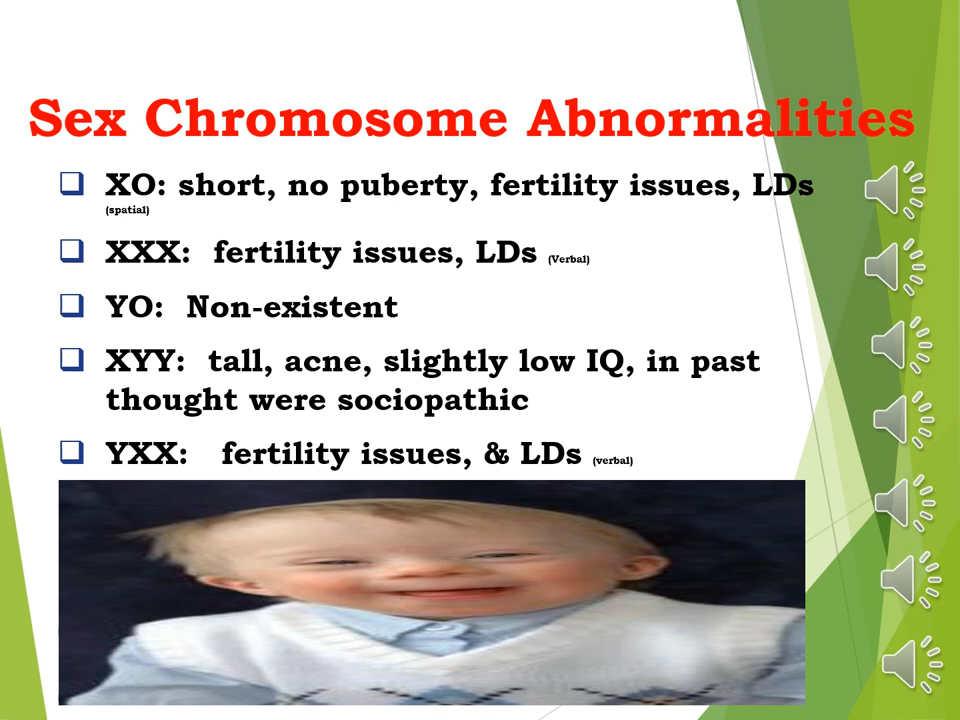 Sex Chromosome Abnormalities
XO: short, no puberty, fertility issues, LDs
(spatial)
XXX: fertility issues, LDs (Verbal)
YO: Non-existent
XYY: tall, acne, slightly low IQ, in past
thought were sociopathic
YXX: fertility issues, & LDs (verbal)